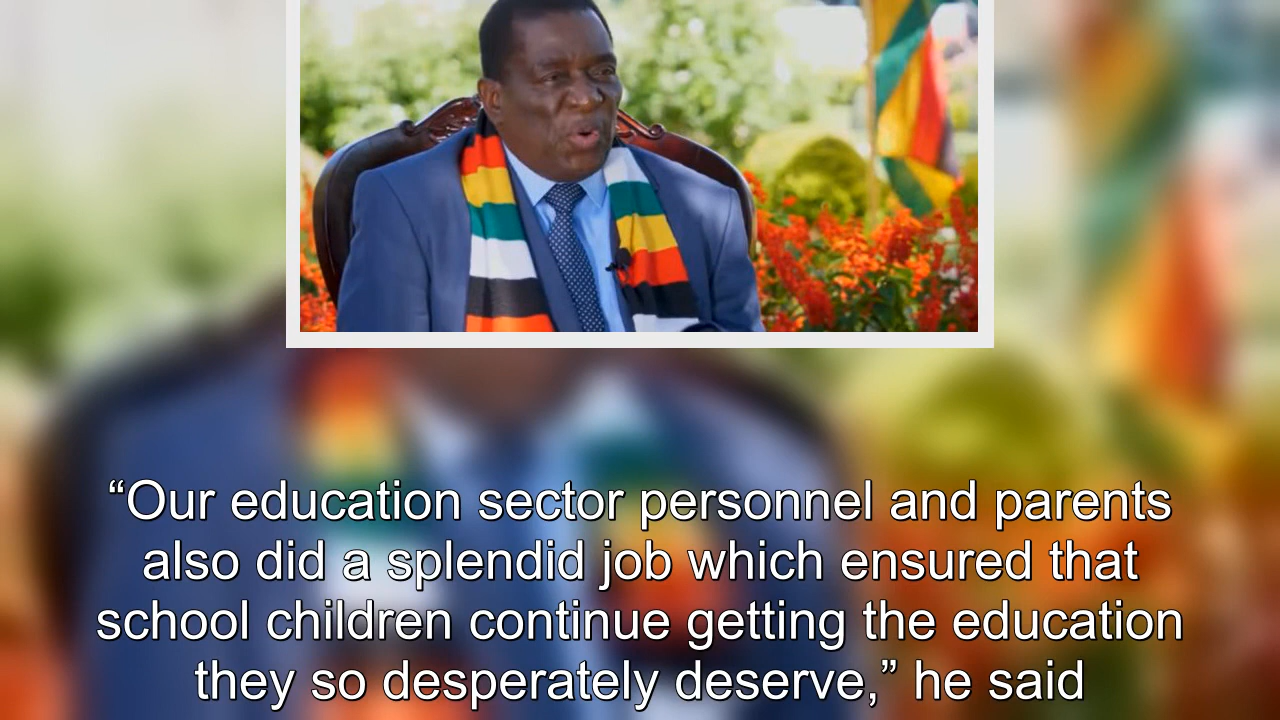 “Our education sector personnel and parents
also did a splendid job which ensured that
school children continue getting the education
they so desperately deserve,” he said